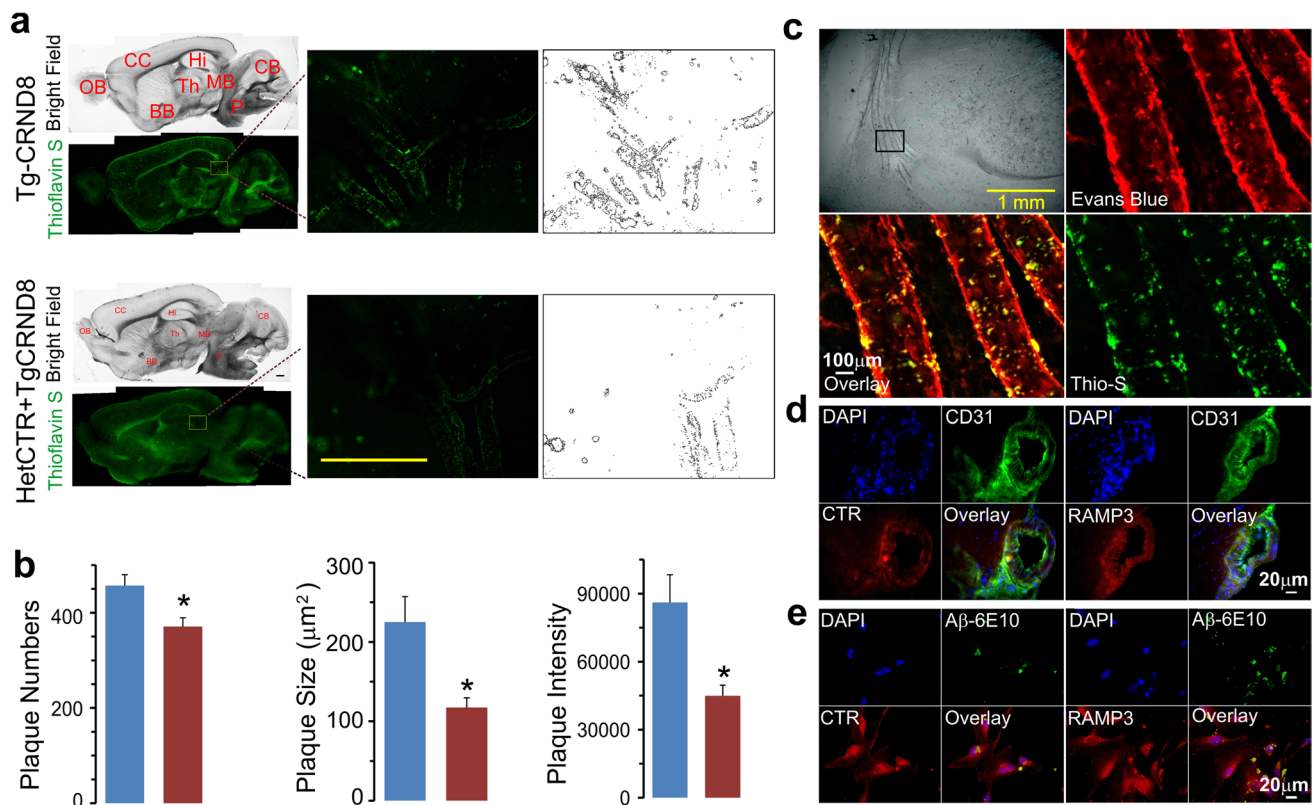 a
Tg-CRND8
Thioflavin S Bright Field
OB
CC
Hi
Th
MB
CB
BB
P
HetCTR+TgCRND8
Thioflavin S Bright Field
OB
CC
Hi
Th
MB
CB
BB
b
Plaque Numbers
400
200
0
*
Plaque Size (μm²)
300
200
100
0
*
Plaque Intensity
90000
60000
30000
0
*
c
1 mm
Evans Blue
100μm
Overlay
Thio-S
d
DAPI
CD31
DAPI
CD31
CTR
Overlay
RAMP3
Overlay
20μm
e
DAPI
Aβ-6E10
DAPI
Aβ-6E10
CTR
Overlay
RAMP3
Overlay
20μm